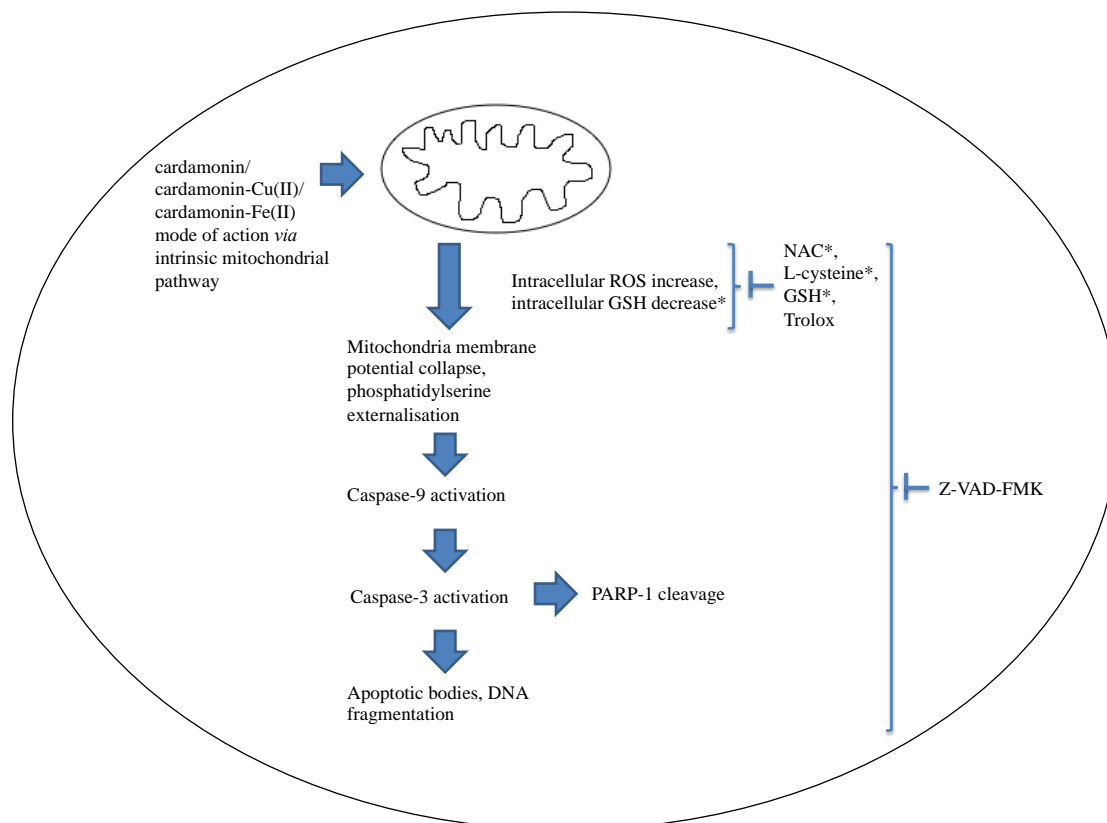 cardamonin/
cardamonin-Cu(II)/
cardamonin-Fe(II)
mode of action via
intrinsic mitochondrial
pathway
Intracellular ROS increase,
intracellular GSH decrease*
NAC*,
L-cysteine*,
GSH*,
Trolox
Mitochondria membrane
potential collapse,
phosphatidylserine
externalisation
Caspase-9 activation
Z-VAD-FMK
Caspase-3 activation
PARP-1 cleavage
Apoptotic bodies, DNA
fragmentation